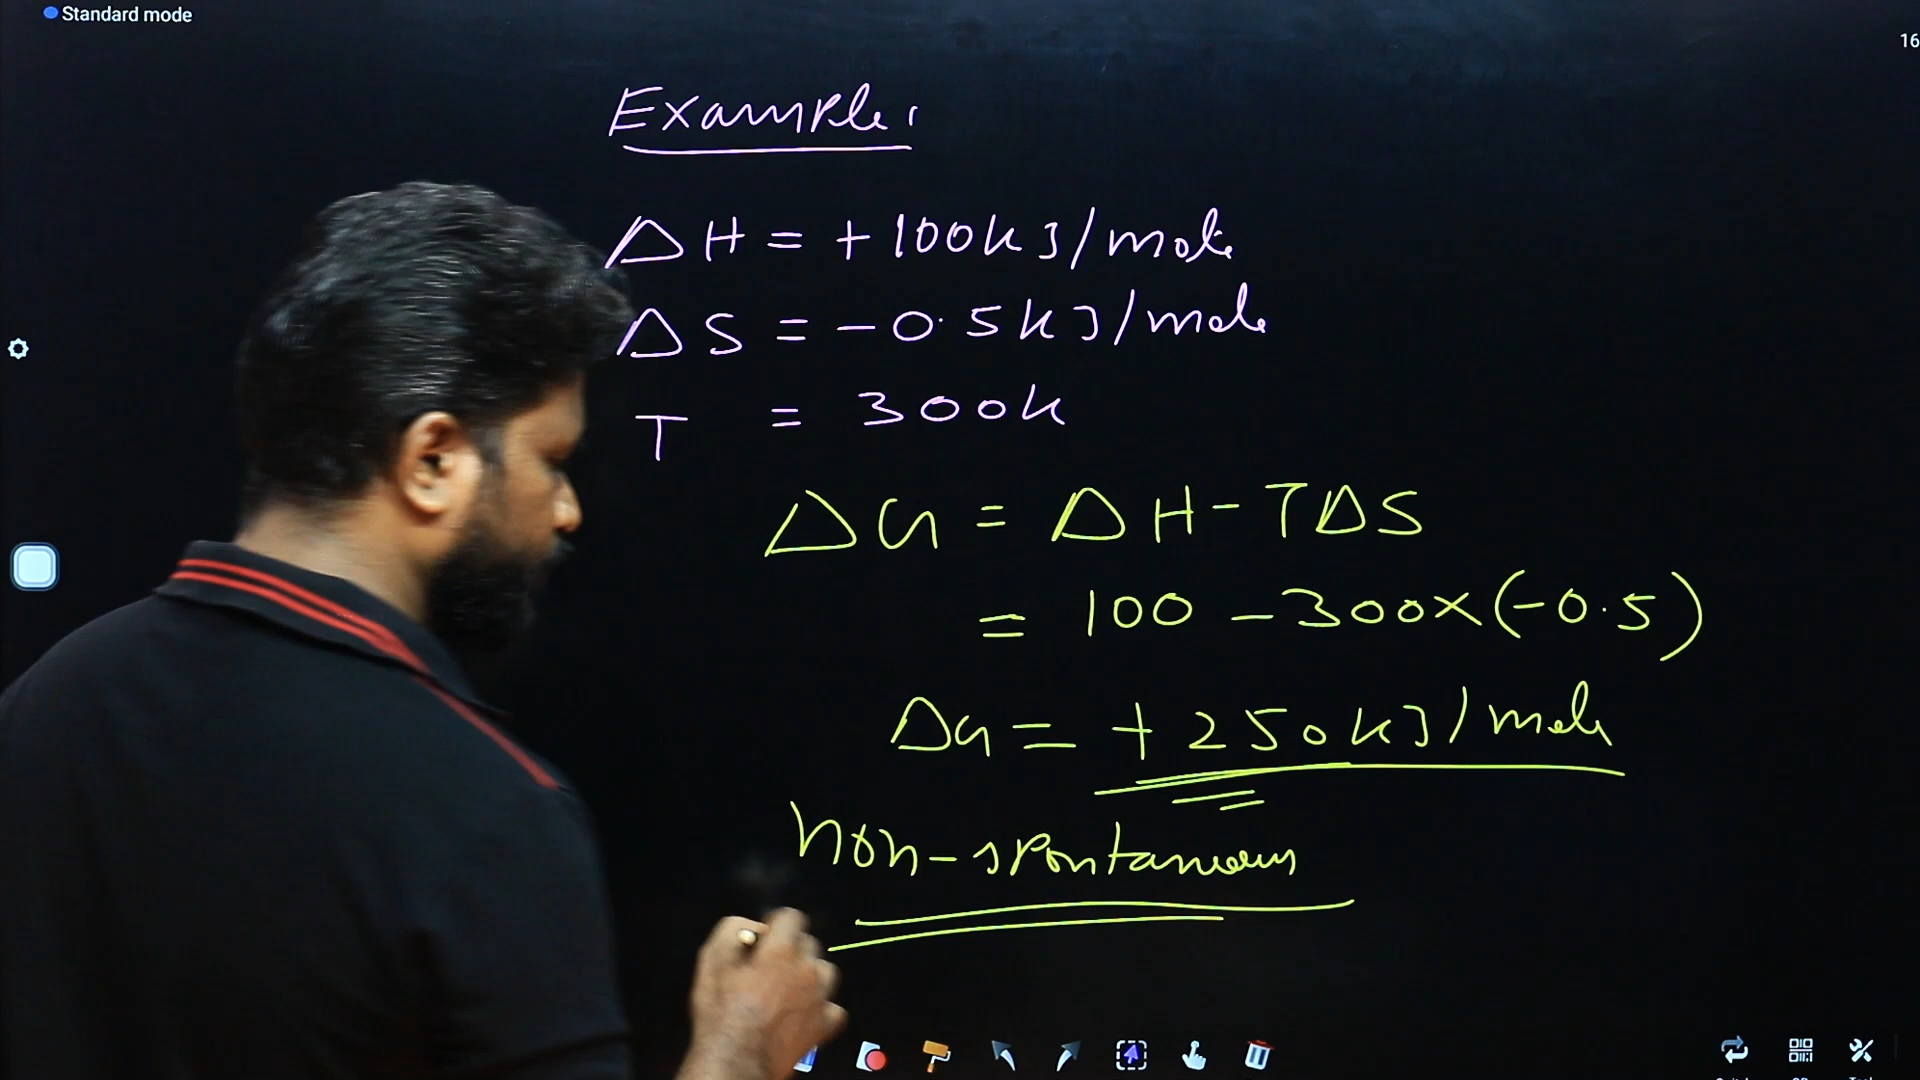 Standard mode
16
Example:
ΔH = +100kJ/mole
ΔS = -0.5kJ/mole
T = 300k
ΔG = ΔH-TΔS
= 100 -300x(-0.5)
ΔG = +250kJ/mole
non-spontaneous